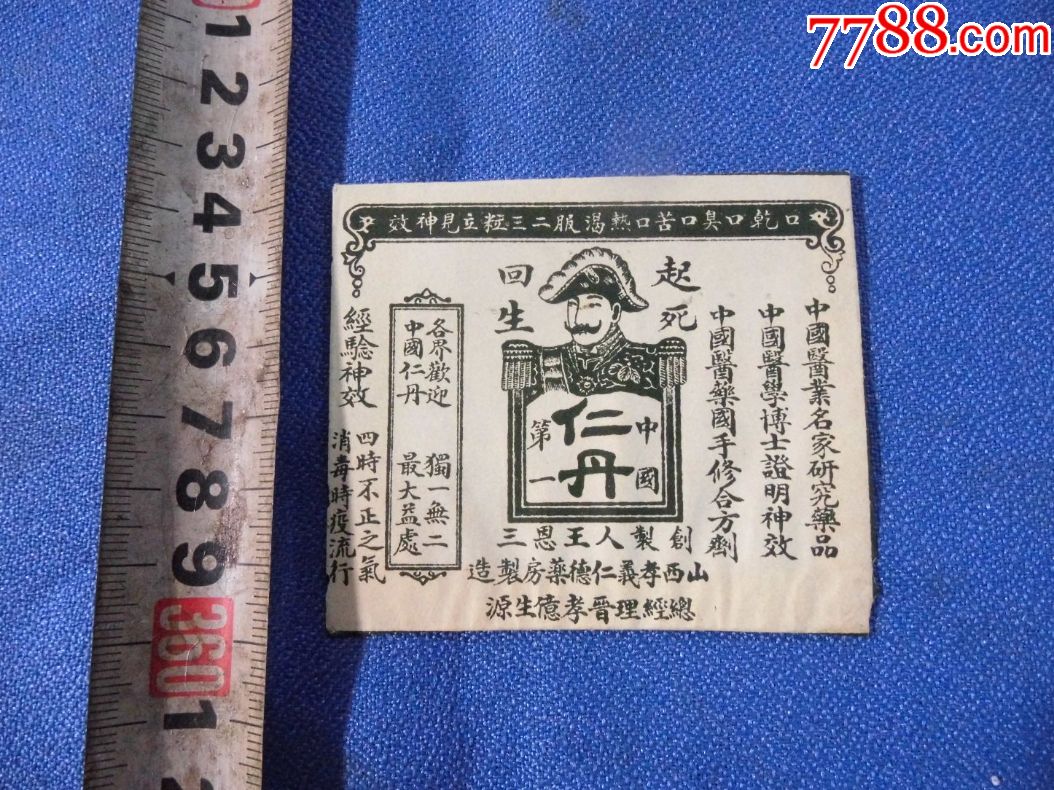 7788.com
口乾口臭口苦口熱渴服二三粒立見神效
起死
回生
中國醫業名家研究藥品
中國醫學博士證明神效
中國醫藥國手修合方劑
中國
仁丹
第一
各界歡迎 獨一無二
中國仁丹 最大益處
經驗神效
四時不正之氣
消毒時疫流行
創製人王恩三
山西孝義仁德藥房製造
總經理晉孝億生源
1
2
3
4
5
6
7
8
9
360
1
2